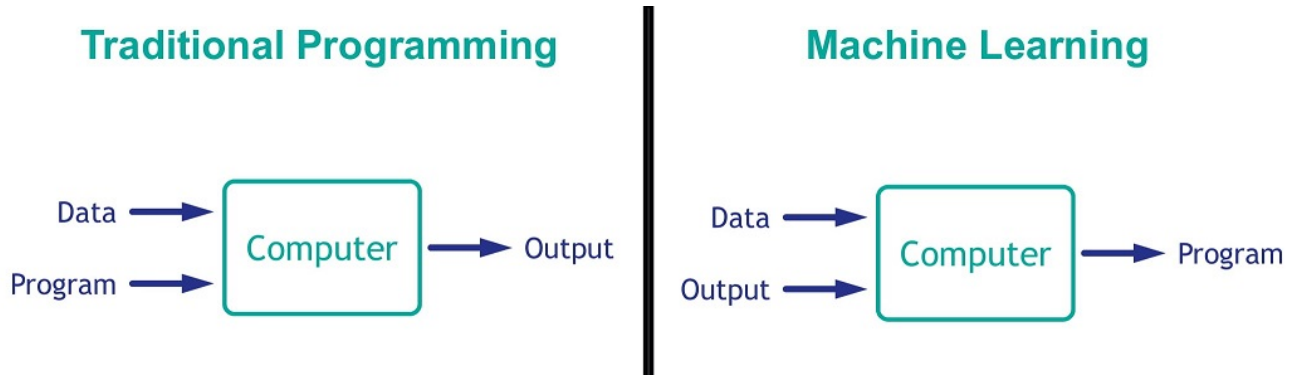 Traditional Programming
Data
Program
Computer
Output
Machine Learning
Data
Output
Computer
Program